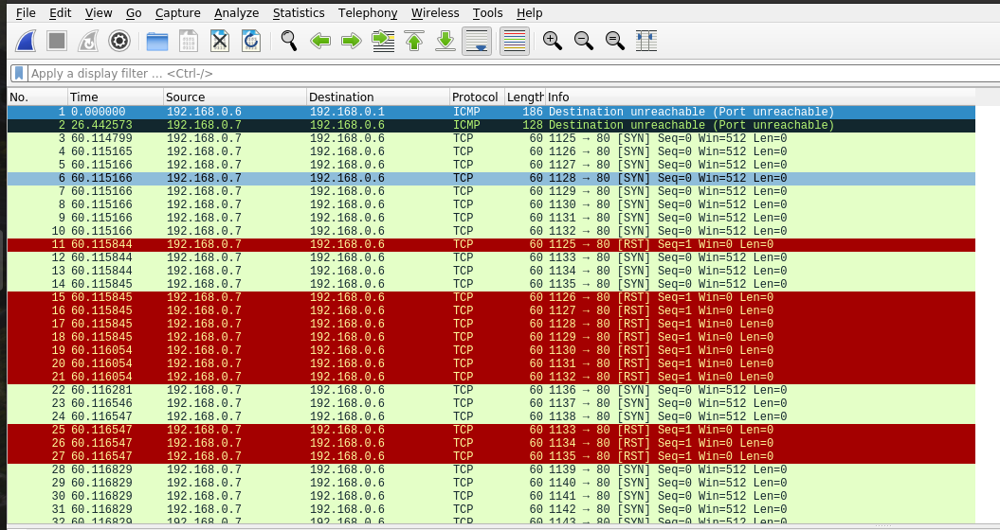 File Edit View Go Capture Analyze Statistics Telephony Wireless Tools Help
Apply a display filter ... <Ctrl-/>
No. Time Source Destination Protocol Length Info
1 0.000000 192.168.0.6 192.168.0.1 ICMP 186 Destination unreachable (Port unreachable)
2 26.442573 192.168.0.7 192.168.0.6 ICMP 128 Destination unreachable (Port unreachable)
3 60.114799 192.168.0.7 192.168.0.6 TCP 60 1125 → 80 [SYN] Seq=0 Win=512 Len=0
4 60.115165 192.168.0.7 192.168.0.6 TCP 60 1126 → 80 [SYN] Seq=0 Win=512 Len=0
5 60.115166 192.168.0.7 192.168.0.6 TCP 60 1127 → 80 [SYN] Seq=0 Win=512 Len=0
6 60.115166 192.168.0.7 192.168.0.6 TCP 60 1128 → 80 [SYN] Seq=0 Win=512 Len=0
7 60.115166 192.168.0.7 192.168.0.6 TCP 60 1129 → 80 [SYN] Seq=0 Win=512 Len=0
8 60.115166 192.168.0.7 192.168.0.6 TCP 60 1130 → 80 [SYN] Seq=0 Win=512 Len=0
9 60.115166 192.168.0.7 192.168.0.6 TCP 60 1131 → 80 [SYN] Seq=0 Win=512 Len=0
10 60.115166 192.168.0.7 192.168.0.6 TCP 60 1132 → 80 [SYN] Seq=0 Win=512 Len=0
11 60.115844 192.168.0.7 192.168.0.6 TCP 60 1125 → 80 [RST] Seq=1 Win=0 Len=0
12 60.115844 192.168.0.7 192.168.0.6 TCP 60 1133 → 80 [SYN] Seq=0 Win=512 Len=0
13 60.115844 192.168.0.7 192.168.0.6 TCP 60 1134 → 80 [SYN] Seq=0 Win=512 Len=0
14 60.115845 192.168.0.7 192.168.0.6 TCP 60 1135 → 80 [SYN] Seq=0 Win=512 Len=0
15 60.115845 192.168.0.7 192.168.0.6 TCP 60 1126 → 80 [RST] Seq=1 Win=0 Len=0
16 60.115845 192.168.0.7 192.168.0.6 TCP 60 1127 → 80 [RST] Seq=1 Win=0 Len=0
17 60.115845 192.168.0.7 192.168.0.6 TCP 60 1128 → 80 [RST] Seq=1 Win=0 Len=0
18 60.115845 192.168.0.7 192.168.0.6 TCP 60 1129 → 80 [RST] Seq=1 Win=0 Len=0
19 60.116054 192.168.0.7 192.168.0.6 TCP 60 1130 → 80 [RST] Seq=1 Win=0 Len=0
20 60.116054 192.168.0.7 192.168.0.6 TCP 60 1131 → 80 [RST] Seq=1 Win=0 Len=0
21 60.116054 192.168.0.7 192.168.0.6 TCP 60 1132 → 80 [RST] Seq=1 Win=0 Len=0
22 60.116281 192.168.0.7 192.168.0.6 TCP 60 1136 → 80 [SYN] Seq=0 Win=512 Len=0
23 60.116546 192.168.0.7 192.168.0.6 TCP 60 1137 → 80 [SYN] Seq=0 Win=512 Len=0
24 60.116547 192.168.0.7 192.168.0.6 TCP 60 1138 → 80 [SYN] Seq=0 Win=512 Len=0
25 60.116547 192.168.0.7 192.168.0.6 TCP 60 1133 → 80 [RST] Seq=1 Win=0 Len=0
26 60.116547 192.168.0.7 192.168.0.6 TCP 60 1134 → 80 [RST] Seq=1 Win=0 Len=0
27 60.116547 192.168.0.7 192.168.0.6 TCP 60 1135 → 80 [RST] Seq=1 Win=0 Len=0
28 60.116829 192.168.0.7 192.168.0.6 TCP 60 1139 → 80 [SYN] Seq=0 Win=512 Len=0
29 60.116829 192.168.0.7 192.168.0.6 TCP 60 1140 → 80 [SYN] Seq=0 Win=512 Len=0
30 60.116829 192.168.0.7 192.168.0.6 TCP 60 1141 → 80 [SYN] Seq=0 Win=512 Len=0
31 60.116829 192.168.0.7 192.168.0.6 TCP 60 1142 → 80 [SYN] Seq=0 Win=512 Len=0
32 60.116829 192.168.0.7 192.168.0.6 TCP 60 1143 → 80 [SYN] Seq=0 Win=512 Len=0